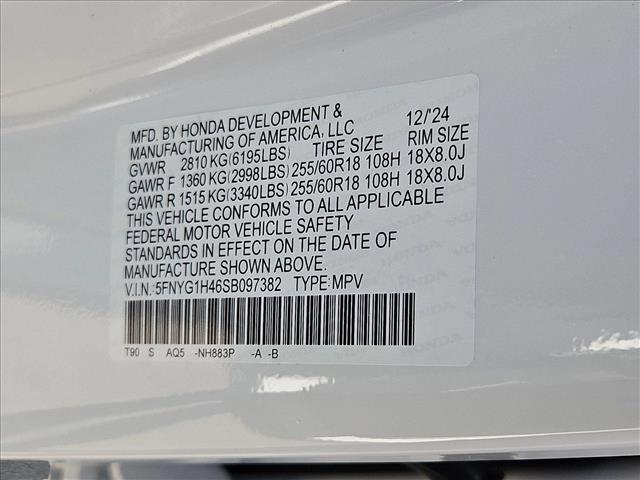 MFD. BY HONDA DEVELOPMENT & 12/'24
MANUFACTURING OF AMERICA, LLC
GVWR 2810 KG(6195LBS) TIRE SIZE RIM SIZE
GAWR F 1360 KG(2998LBS) 255/60R18 108H 18X8.0J
GAWR R 1515 KG(3340LBS) 255/60R18 108H 18X8.0J
THIS VEHICLE CONFORMS TO ALL APPLICABLE
FEDERAL MOTOR VEHICLE SAFETY
STANDARDS IN EFFECT ON THE DATE OF
MANUFACTURE SHOWN ABOVE.
V.I.N.:5FNYG1H46SB097382 TYPE:MPV
T90 S AQ5 -NH883P -A -B